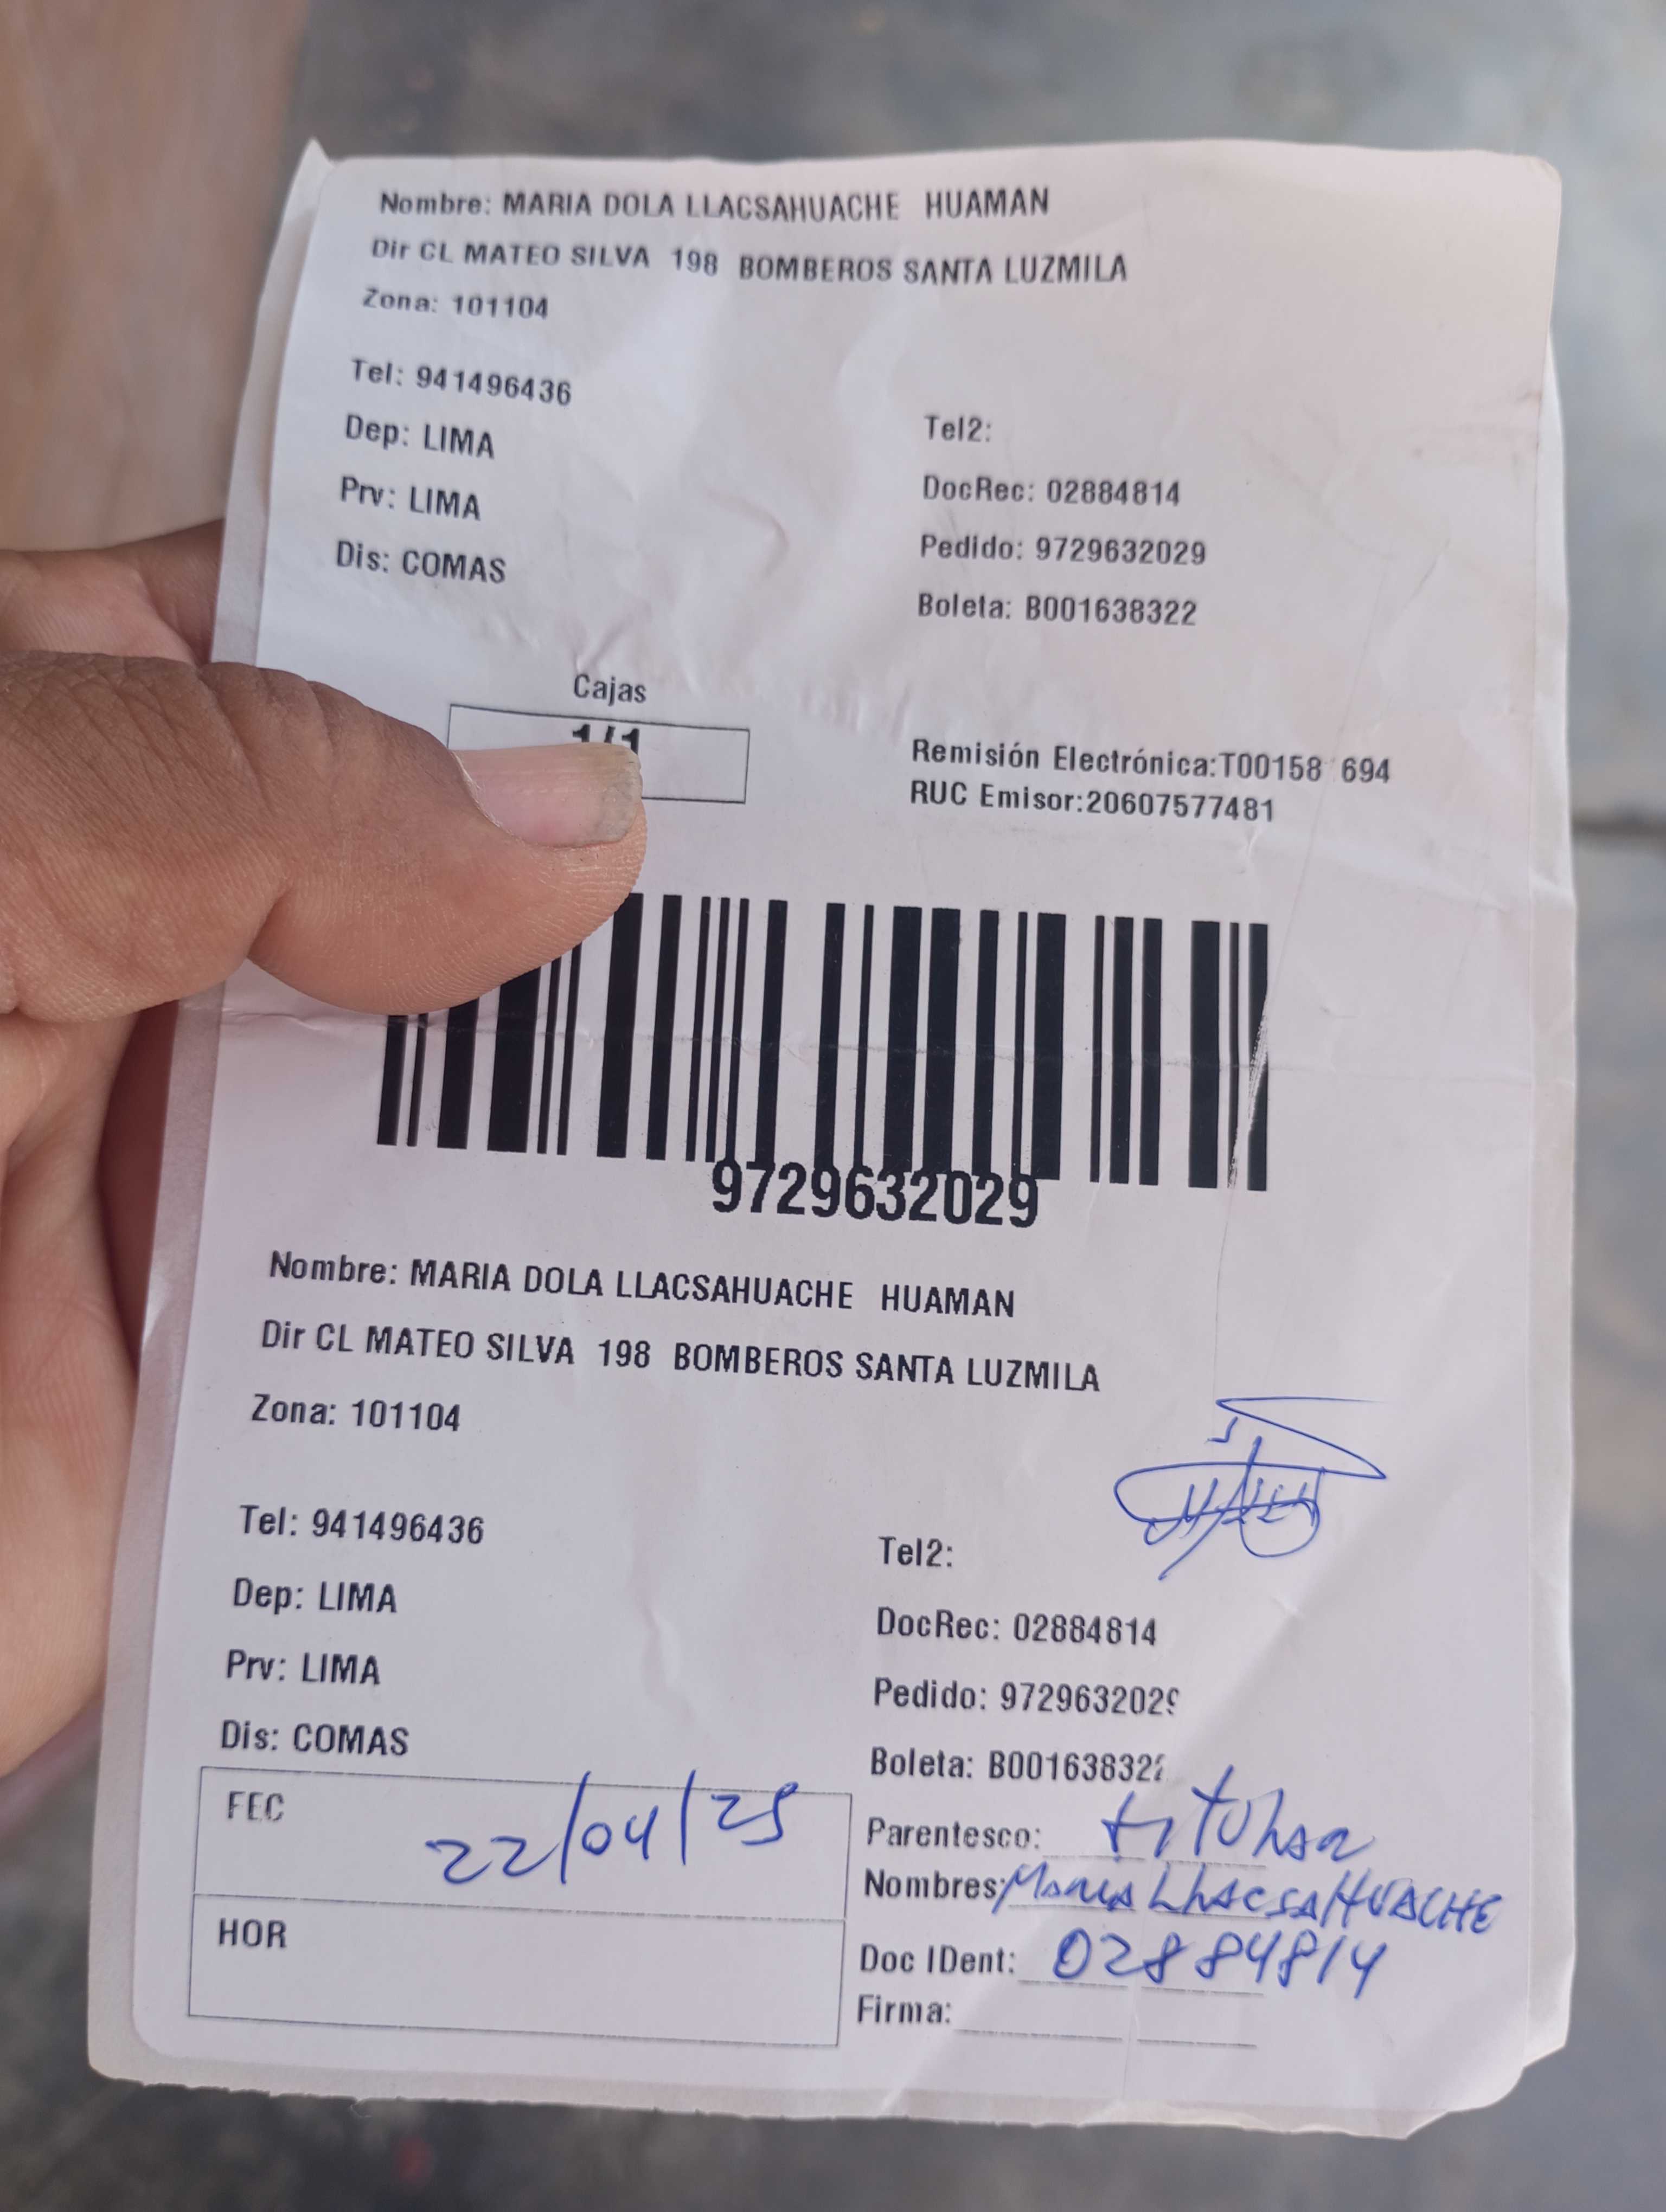 Nombre: MARIA DOLA LLACSAHUACHE HUAMAN
Dir CL MATEO SILVA 198 BOMBEROS SANTA LUZMILA
Zona: 101104
Tel: 941496436
Tel2:
Dep: LIMA
DocRec: 02884814
Prv: LIMA
Pedido: 9729632029
Dis: COMAS
Boleta: B001638322
Cajas
1/1
Remisión Electrónica:T00158 694
RUC Emisor:20607577481
9729632029
Nombre: MARIA DOLA LLACSAHUACHE HUAMAN
Dir CL MATEO SILVA 198 BOMBEROS SANTA LUZMILA
Zona: 101104
Tel: 941496436
Tel2:
Dep: LIMA
DocRec: 02884814
Prv: LIMA
Pedido: 9729632029
Dis: COMAS
Boleta: B001638322
FEC 22/04/25
HOR
Parentesco: titular
Nombres: Maria LLACSAHUACHE
Doc IDent: 02884814
Firma: